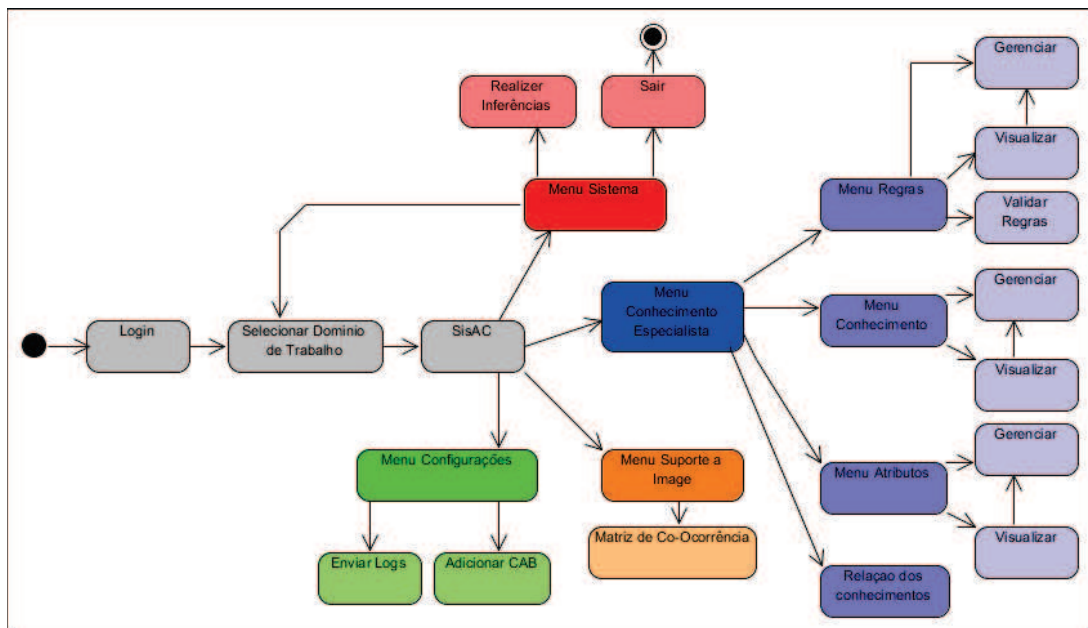 Gerenciar
Realizer
Inferências
Sair
Visualizar
Menu Sistema
Menu Regras
Validar
Regras
Menu
Conhecimento
Especialista
Gerenciar
Menu
Conhecimento
Login
Selecionar Dominio
de Trabalho
SisAC
Visualizar
Menu Configurações
Menu Suporte a
Image
Gerenciar
Menu Atributos
Matriz de Co-Ocorrência
Visualizar
Enviar Logs
Adicionar CAB
Relaçao dos
conhecimentos